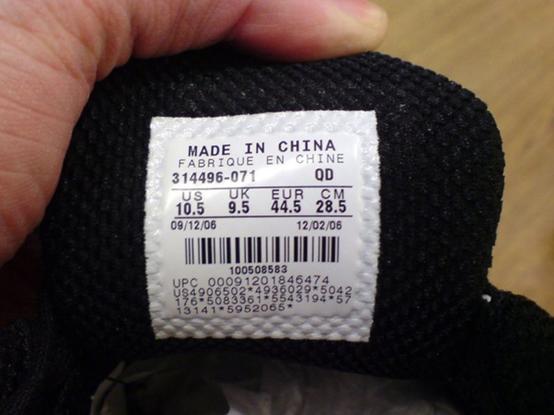 MADE IN CHINA
FABRIQUE EN CHINE
314496-071 QD
US UK EUR CM
10.5 9.5 44.5 28.5
09/12/06 12/02/06
100508583
UPC 00091201846474
US4906502*4936029*5042
176*5083361*5543194*57
13141*5952065*